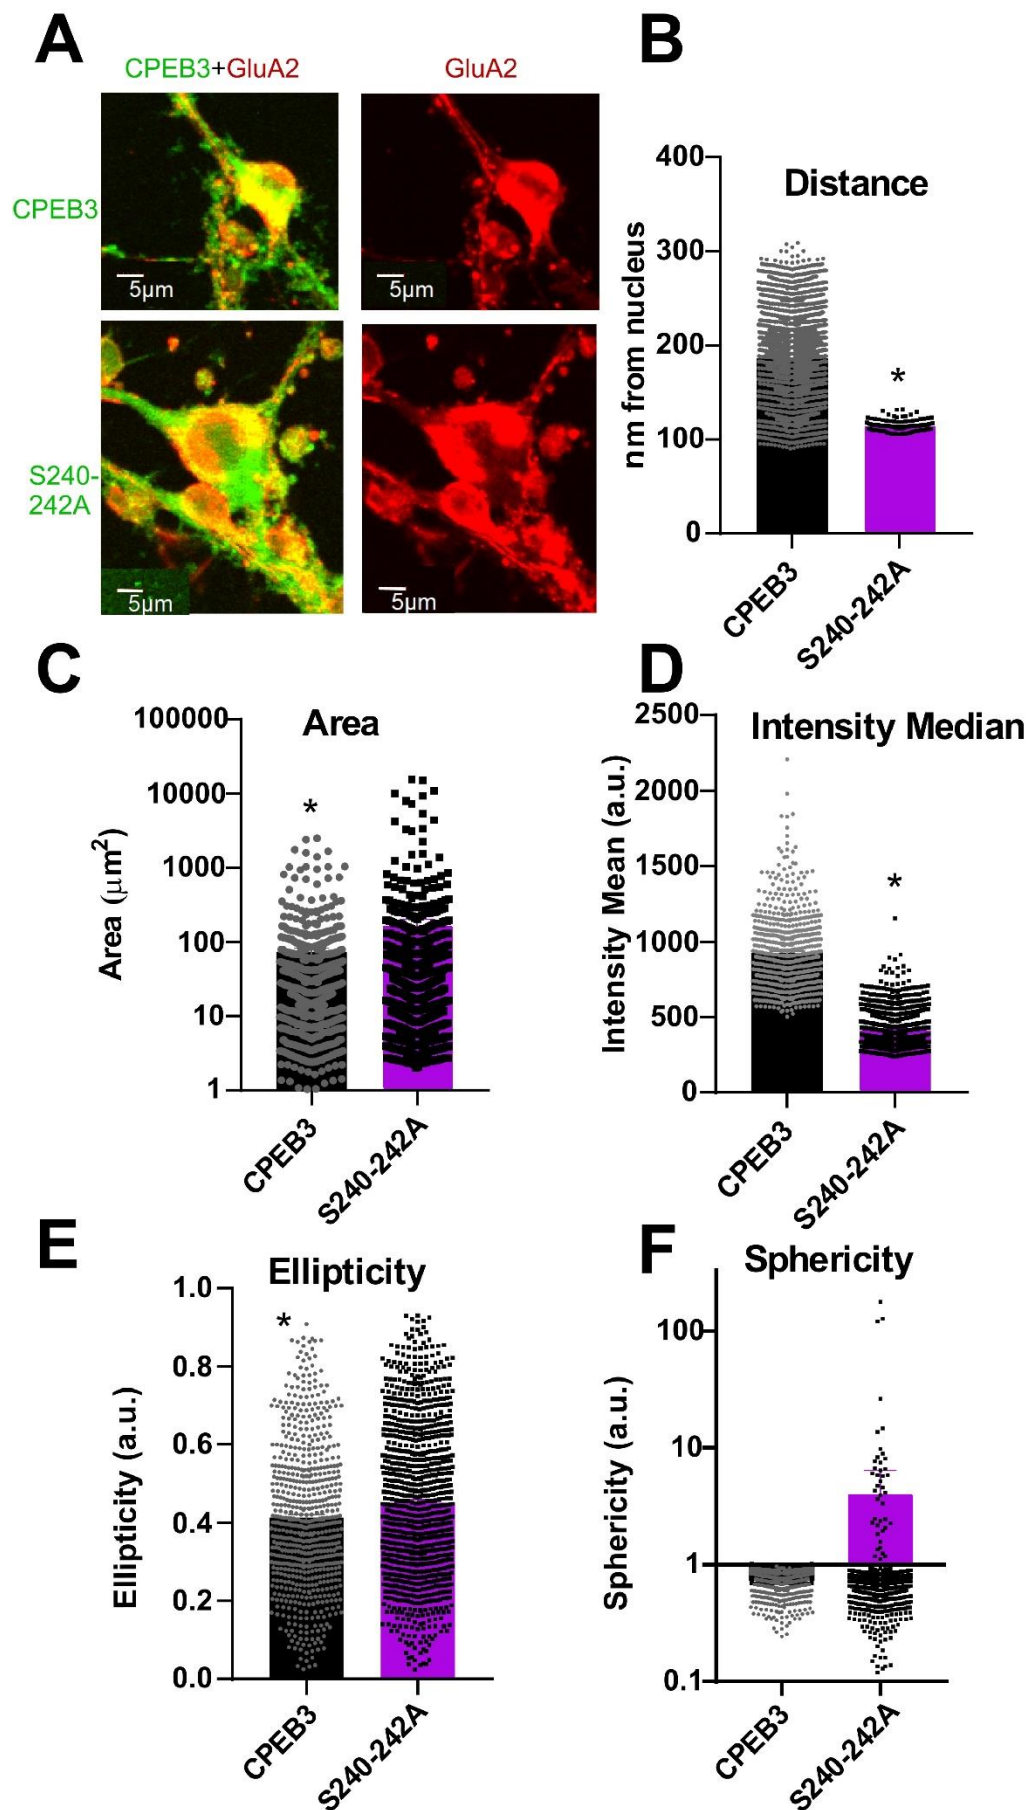 A
CPEB3+GluA2
GluA2
CPEB3
5µm
5µm
S240-
242A
5µm
5µm
B
Distance
nm from nucleus
400
300
200
100
0
*
CPEB3
S240-242A
C
Area
Area (µm²)
100000
10000
1000
100
10
1
*
CPEB3
S240-242A
D
Intensity Median
Intensity Mean (a.u.)
2500
2000
1500
1000
500
0
*
CPEB3
S240-242A
E
Ellipticity
Ellipticity (a.u.)
1.0
0.8
0.6
0.4
0.2
0.0
*
CPEB3
S240-242A
F
Sphericity
Sphericity (a.u.)
100
10
1
0.1
CPEB3
S240-242A